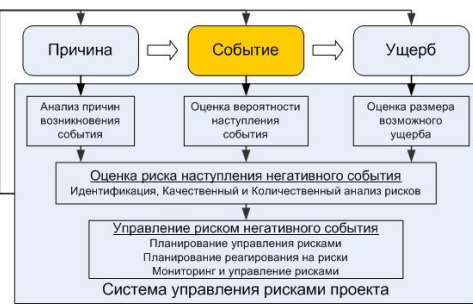 Причина
Событие
Ущерб
Анализ причин
возникновения
события
Оценка вероятности
наступления
события
Оценка размера
возможного
ущерба
Оценка риска наступления негативного события
Идентификация, Качественный и Количественный анализ рисков
Управление риском негативного события
Планирование управления рисками
Планирование реагирования на риски
Мониторинг и управление рисками
Система управления рисками проекта